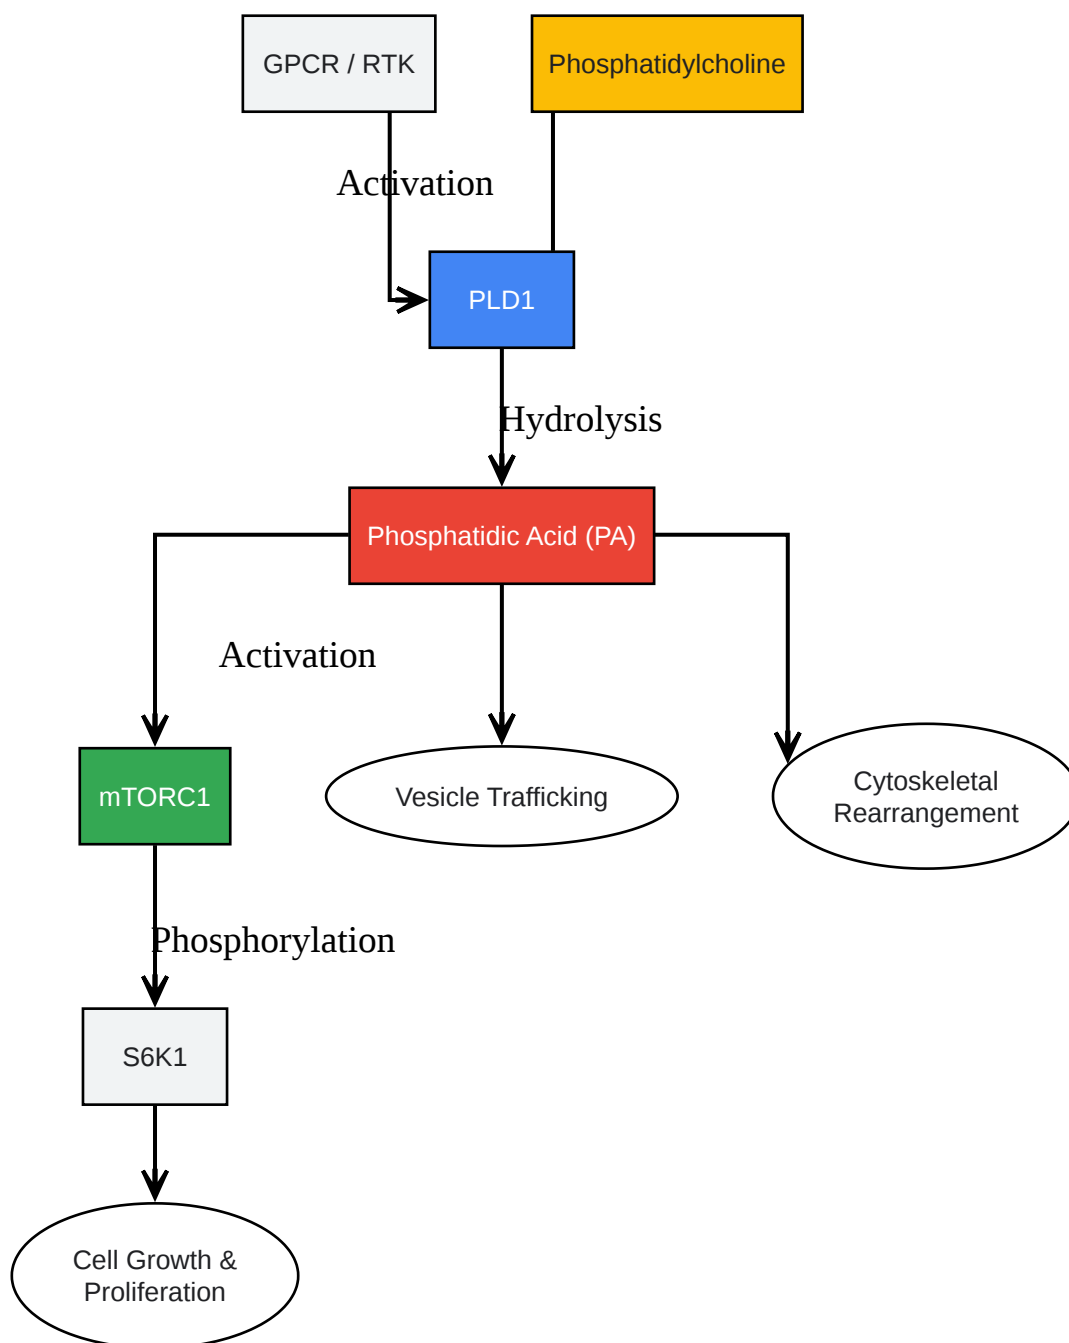 GPCR / RTK
Phosphatidylcholine
Activation
PLD1
Hydrolysis
Phosphatidic Acid (PA)
Activation
mTORC1
Vesicle Trafficking
Cytoskeletal
Rearrangement
Phosphorylation
S6K1
Cell Growth &
Proliferation